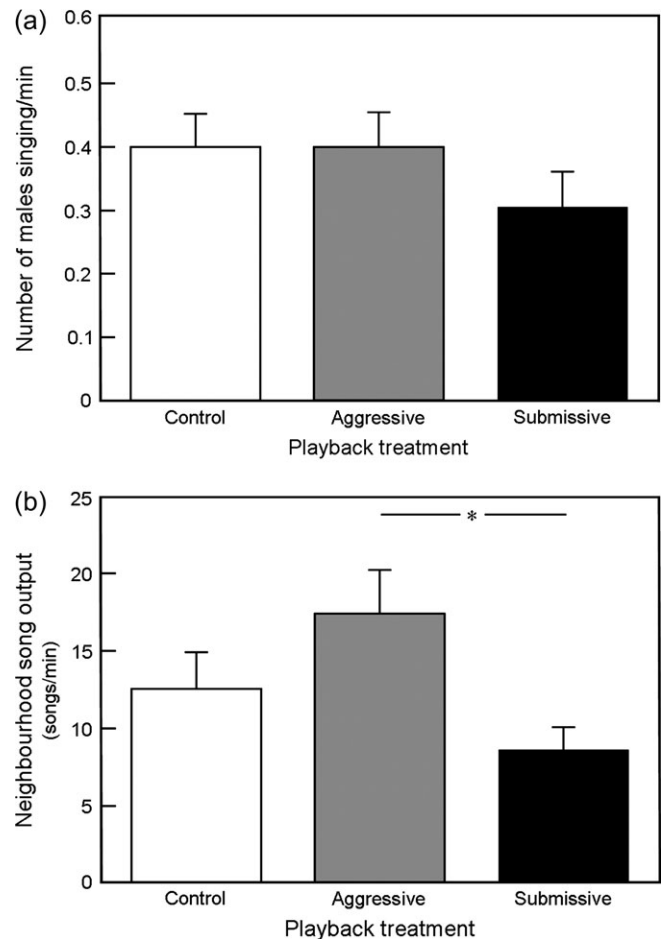 (a)
Number of males singing/min
0.6
0.5
0.4
0.3
0.2
0.1
0
Control Aggressive Submissive
Playback treatment
(b)
Neighbourhood song output
(songs/min)
25
20
15
10
5
0
*
Control Aggressive Submissive
Playback treatment